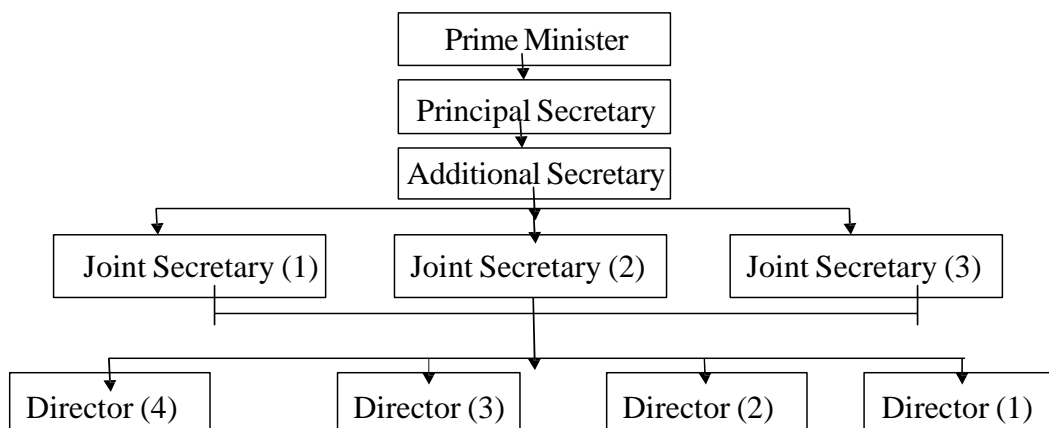 Prime Minister
Principal Secretary
Additional Secretary
Joint Secretary (1)
Joint Secretary (2)
Joint Secretary (3)
Director (4)
Director (3)
Director (2)
Director (1)